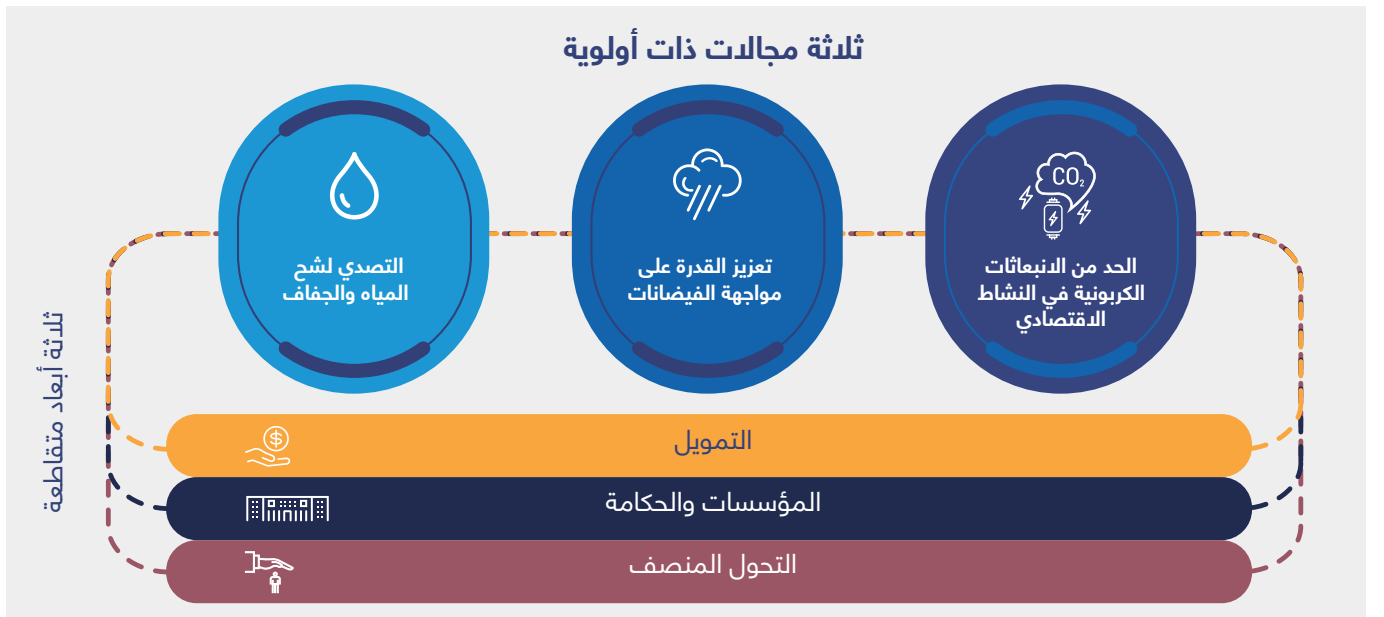 ثلاثة مجالات ذات أولوية
CO₂
الحد من الانبعاثات
الكربونية في النشاط
الاقتصادي
تعزيز القدرة على
مواجهة الفيضانات
التصدي لشح
المياه والجفاف
ثلاثة أبعاد متقاطعة
التمويل
$
المؤسسات والحكامة
التحول المنصف